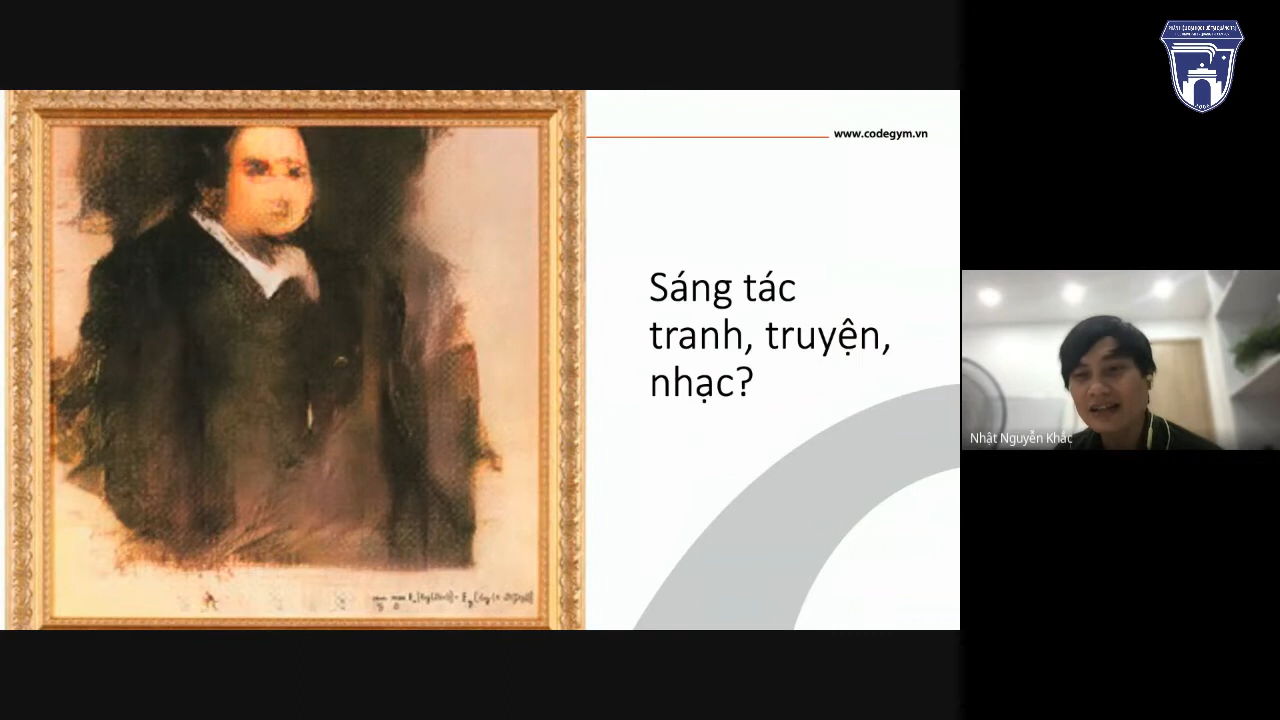 www.codegym.vn
Sáng tác
tranh, truyện,
nhạc?
Nhật Nguyễn Khắc